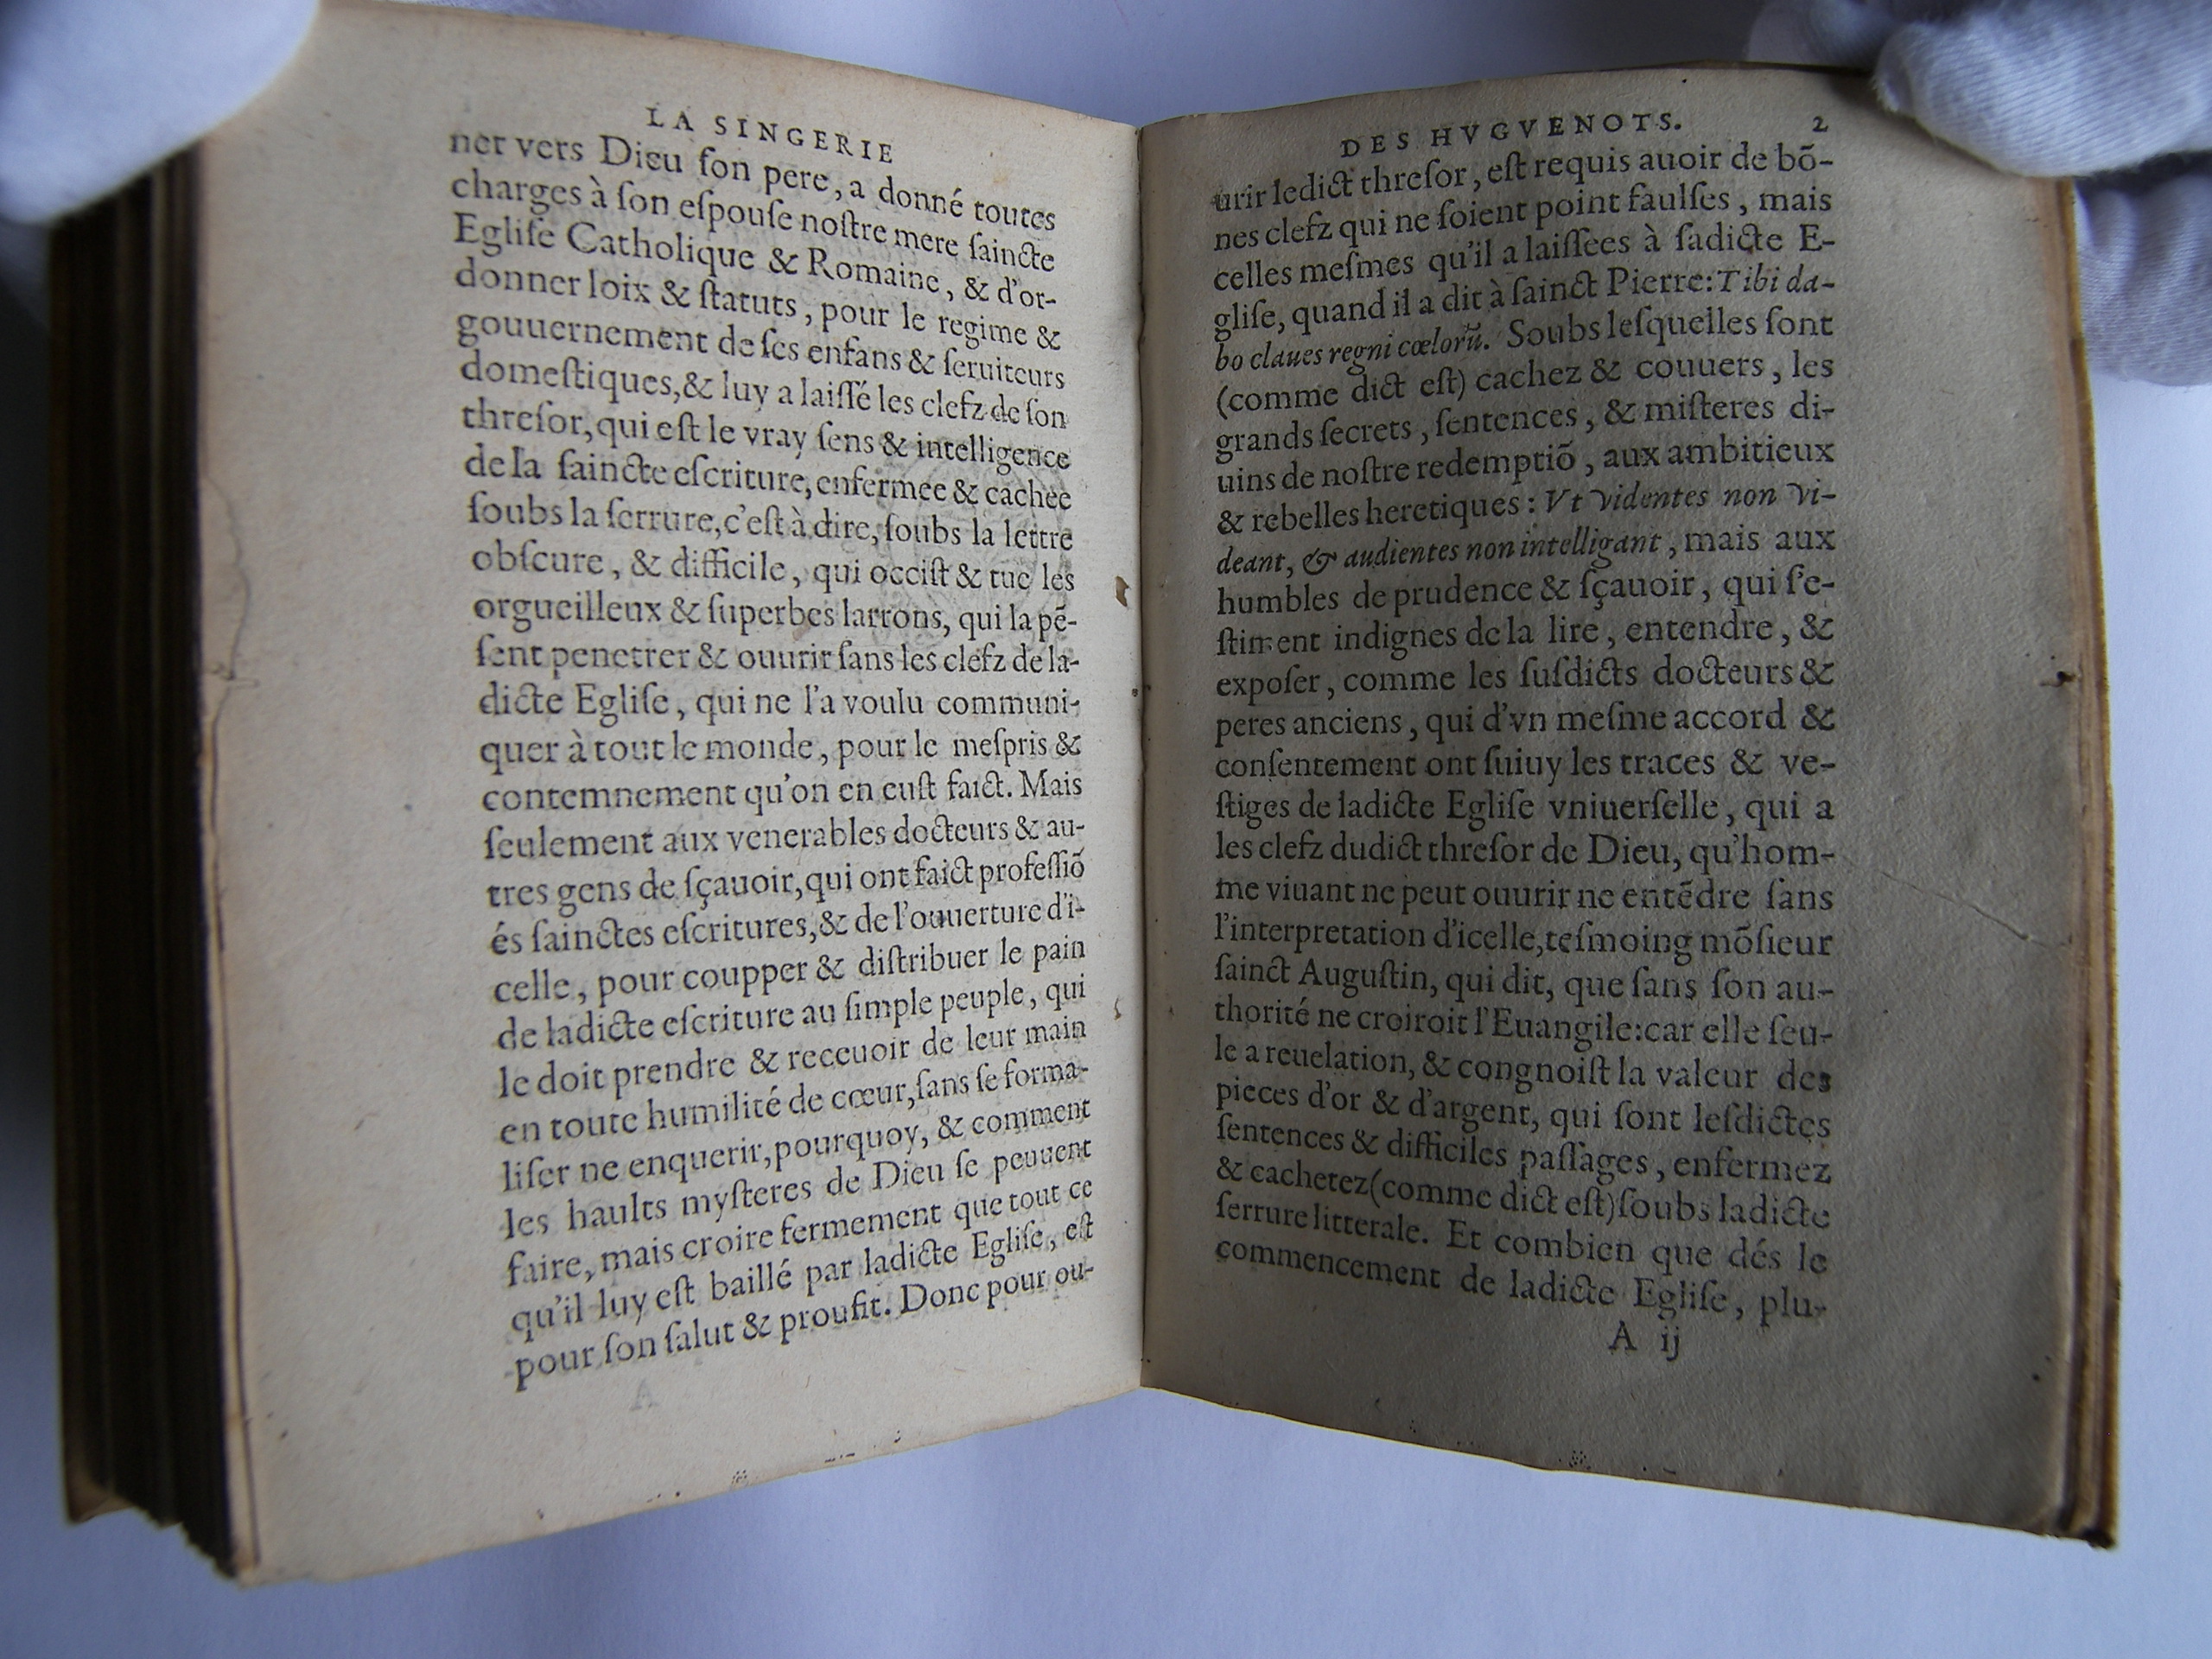 LA SINGERIE
ner vers Dieu ſon pere, a donné toutes
charges à ſon eſpouſe noſtre mere ſaincte
Egliſe Catholique & Romaine, & d'or-
donner loix & ſtatuts, pour le regime &
gouuernement de ſes enfans & ſeruiteurs
domeſtiques, & luy a laiſſé les clefz de ſon
threſor, qui eſt le vray ſens & intelligence
de la ſaincte eſcriture, enfermee & cachee
ſoubs la ſerrure, c'eſt à dire, ſoubs la lettre
obſcure, & difficile, qui occiſt & tue les
orgueilleux & ſuperbes larrons, qui la pẽ-
ſent penetrer & ouurir ſans les clefz de la-
dicte Egliſe, qui ne l'a voulu communi-
quer à tout le monde, pour le meſpris &
contemnement qu'on en euſt faict. Mais
ſeulement aux venerables docteurs & au-
tres gens de ſçauoir, qui ont faict profeſſiõ
és ſainctes eſcritures, & de l'ouuerture d'i-
celle, pour coupper & diſtribuer le pain
de ladicte eſcriture au ſimple peuple, qui
le doit prendre & receuoir de leur main
en toute humilité de cœur, ſans ſe forma-
liſer ne enquerir, pourquoy, & comment
les haults myſteres de Dieu ſe peuuent
faire, mais croire fermement que tout ce
qu'il luy eſt baillé par ladicte Egliſe, eſt
pour ſon ſalut & proufit. Donc pour ou-
DES HVGVENOTS. 2
urir ledict threſor, eſt requis auoir de bõ-
nes clefz qui ne ſoient point faulſes, mais
celles meſmes qu'il a laiſſees à ſadicte E-
gliſe, quand il a dit à ſainct Pierre: Tibi da-
bo claues regni cœlorũ. Soubs leſquelles ſont
(comme dict eſt) cachez & couuers, les
grands ſecrets, ſentences, & miſteres di-
uins de noſtre redemptiõ, aux ambitieux
& rebelles heretiques: Vt videntes non vi-
deant, & audientes non intelligant, mais aux
humbles de prudence & ſçauoir, qui ſ'e-
ſtiment indignes de la lire, entendre, &
expoſer, comme les ſuſdicts docteurs &
peres anciens, qui d'vn meſme accord &
conſentement ont ſuiuy les traces & ve-
ſtiges de ladicte Egliſe vniuerſelle, qui a
les clefz dudict threſor de Dieu, qu'hom-
me viuant ne peut ouurir ne entẽdre ſans
l'interpretation d'icelle, teſmoing mõſieur
ſainct Auguſtin, qui dit, que ſans ſon au-
thorité ne croiroit l'Euangile: car elle ſeu-
le a reuelation, & congnoiſt la valeur des
pieces d'or & d'argent, qui ſont leſdictes
ſentences & difficiles paſſages, enfermez
& cachetez (comme dict eſt) ſoubs ladicte
ſerrure litterale. Et combien que dés le
commencement de ladicte Egliſe, plu-
A ij